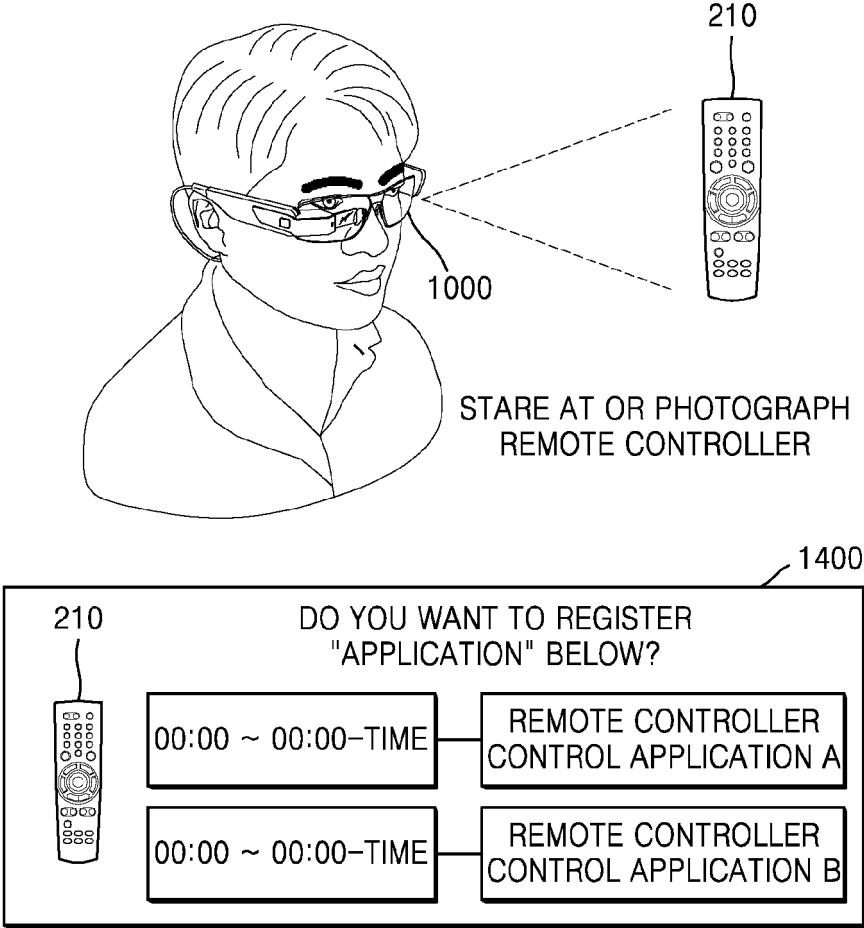 210
1000
STARE AT OR PHOTOGRAPH
REMOTE CONTROLLER
1400
210
DO YOU WANT TO REGISTER
"APPLICATION" BELOW?
00:00 ~ 00:00-TIME
REMOTE CONTROLLER
CONTROL APPLICATION A
00:00 ~ 00:00-TIME
REMOTE CONTROLLER
CONTROL APPLICATION B